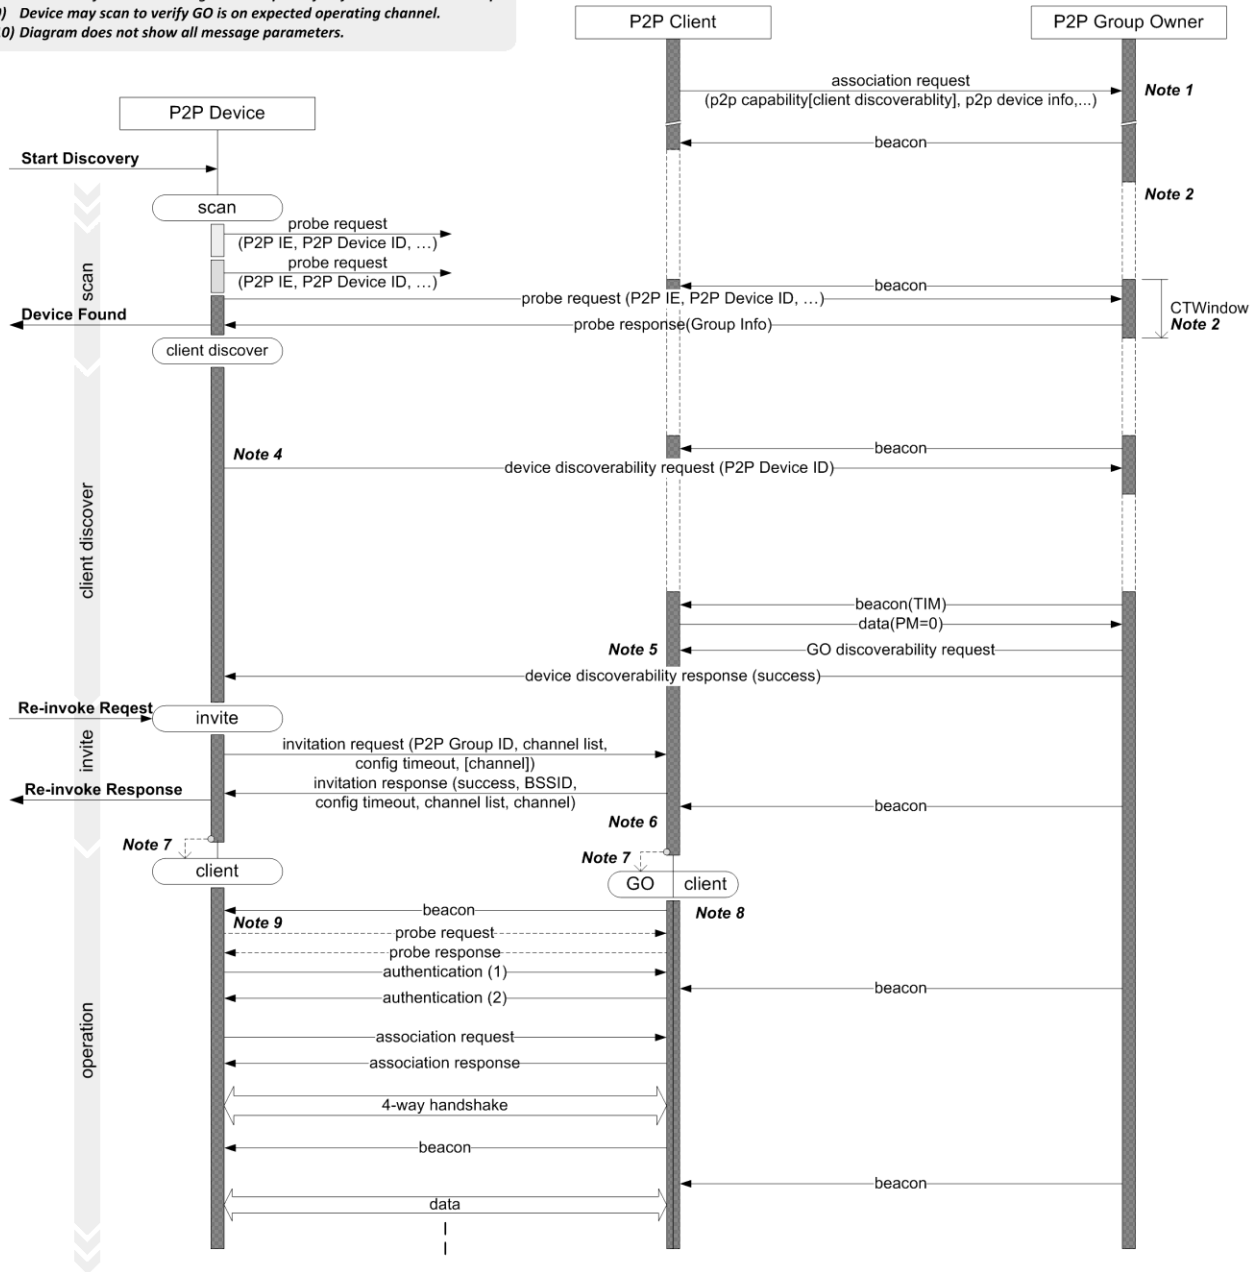 9) Device may scan to verify GO is on expected operating channel.
10) Diagram does not show all message parameters.
P2P Client
P2P Group Owner
association request
(p2p capability[client discoverablity], p2p device info,...)
Note 1
P2P Device
beacon
Start Discovery
Note 2
scan
probe request
(P2P IE, P2P Device ID, …)
probe request
(P2P IE, P2P Device ID, …)
scan
beacon
probe request (P2P IE, P2P Device ID, …)
CTWindow
Note 2
Device Found
probe response(Group Info)
client discover
beacon
Note 4
device discoverability request (P2P Device ID)
client discover
beacon(TIM)
data(PM=0)
Note 5
GO discoverability request
device discoverability response (success)
Re-invoke Reqest
invite
invite
invitation request (P2P Group ID, channel list,
config timeout, [channel])
invitation response (success, BSSID,
config timeout, channel list, channel)
Re-invoke Response
beacon
Note 6
Note 7
Note 7
client
GO
client
beacon
Note 8
Note 9
probe request
probe response
authentication (1)
beacon
authentication (2)
operation
association request
association response
4-way handshake
beacon
beacon
data